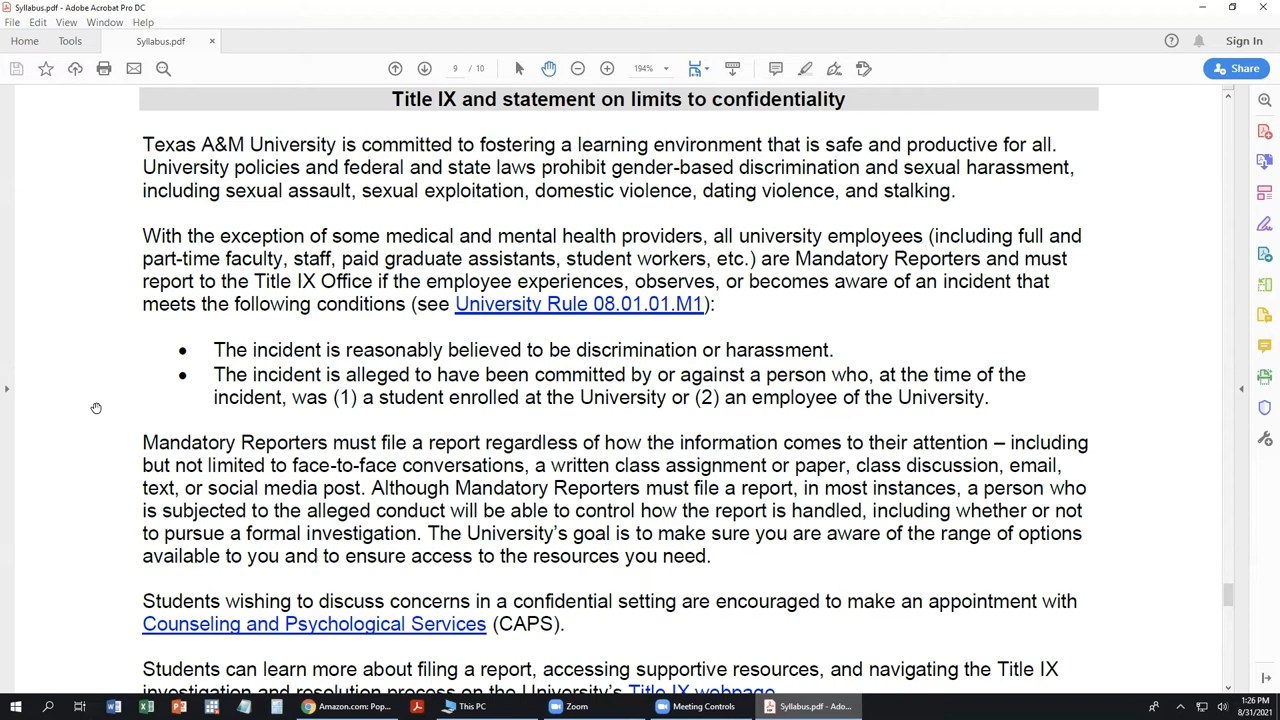 Syllabus.pdf - Adobe Acrobat Pro DC
File Edit View Window Help
Home Tools Syllabus.pdf × Sign In
9 / 10 194% Share
Title IX and statement on limits to confidentiality
Texas A&M University is committed to fostering a learning environment that is safe and productive for all.
University policies and federal and state laws prohibit gender-based discrimination and sexual harassment,
including sexual assault, sexual exploitation, domestic violence, dating violence, and stalking.
With the exception of some medical and mental health providers, all university employees (including full and
part-time faculty, staff, paid graduate assistants, student workers, etc.) are Mandatory Reporters and must
report to the Title IX Office if the employee experiences, observes, or becomes aware of an incident that
meets the following conditions (see University Rule 08.01.01.M1):
• The incident is reasonably believed to be discrimination or harassment.
• The incident is alleged to have been committed by or against a person who, at the time of the
incident, was (1) a student enrolled at the University or (2) an employee of the University.
Mandatory Reporters must file a report regardless of how the information comes to their attention – including
but not limited to face-to-face conversations, a written class assignment or paper, class discussion, email,
text, or social media post. Although Mandatory Reporters must file a report, in most instances, a person who
is subjected to the alleged conduct will be able to control how the report is handled, including whether or not
to pursue a formal investigation. The University's goal is to make sure you are aware of the range of options
available to you and to ensure access to the resources you need.
Students wishing to discuss concerns in a confidential setting are encouraged to make an appointment with
Counseling and Psychological Services (CAPS).
Students can learn more about filing a report, accessing supportive resources, and navigating the Title IX
investigation and resolution process on the University's Title IX webpage
Amazon.com: Pop... This PC Zoom Meeting Controls Syllabus.pdf - Ado... 1:26 PM
8/31/2021